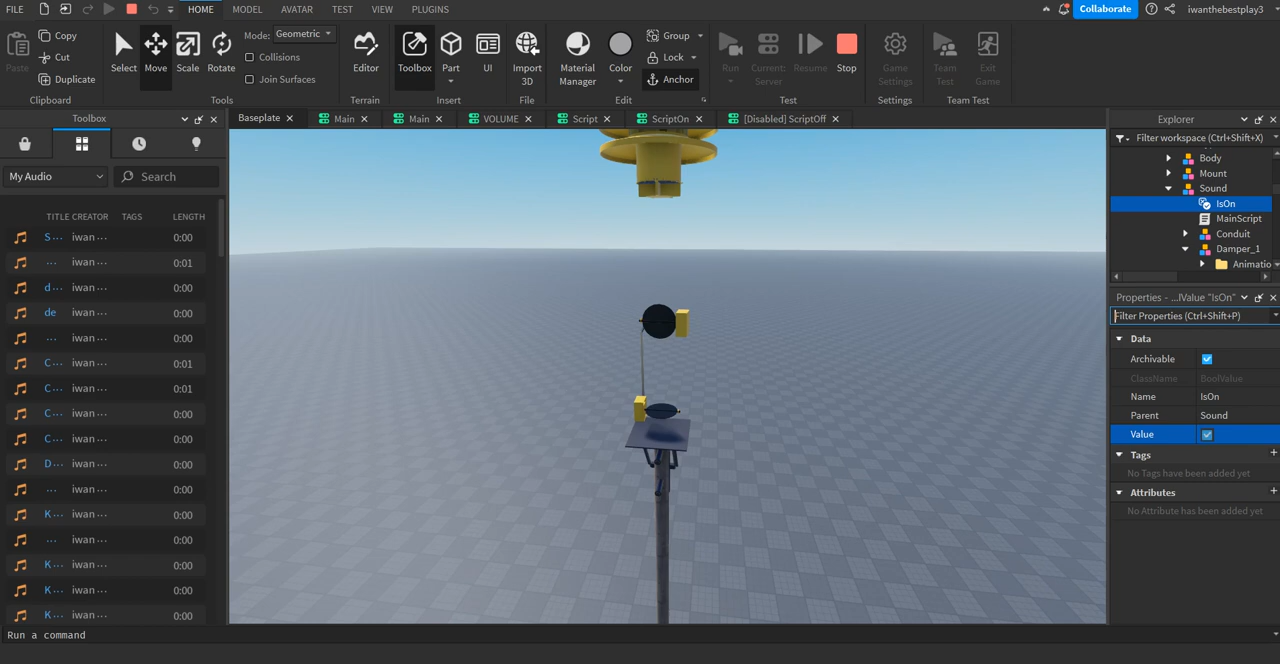 FILE HOME MODEL AVATAR TEST VIEW PLUGINS Collaborate iwanthebestplay3
Paste Copy Cut Duplicate Clipboard
Select Move Scale Rotate Mode: Geometric Collisions Join Surfaces Tools
Editor Terrain
Toolbox Part UI Insert
Import 3D File
Material Manager Color Group Lock Anchor Edit
Run Current: Server Resume Stop Test
Game Settings Settings
Team Test Exit Game Team Test
Toolbox
Baseplate Main Main VOLUME Script ScriptOn [Disabled] ScriptOff
Explorer
Filter workspace (Ctrl+Shift+X)
My Audio Search
TITLE CREATOR TAGS LENGTH
S... iwan... 0:00
... iwan... 0:01
d... iwan... 0:00
de iwan... 0:00
... iwan... 0:00
C... iwan... 0:01
C... iwan... 0:01
C... iwan... 0:00
C... iwan... 0:00
D... iwan... 0:00
... iwan... 0:00
K... iwan... 0:00
... iwan... 0:00
K... iwan... 0:00
K... iwan... 0:00
K... iwan... 0:00
Body
Mount
Sound
IsOn
MainScript
Conduit
Damper_1
Animatio
Properties - ...lValue "IsOn"
Filter Properties (Ctrl+Shift+P)
Data
Archivable
ClassName BoolValue
Name IsOn
Parent Sound
Value
Tags
No Tags have been added yet
Attributes
No Attribute has been added yet
Run a command